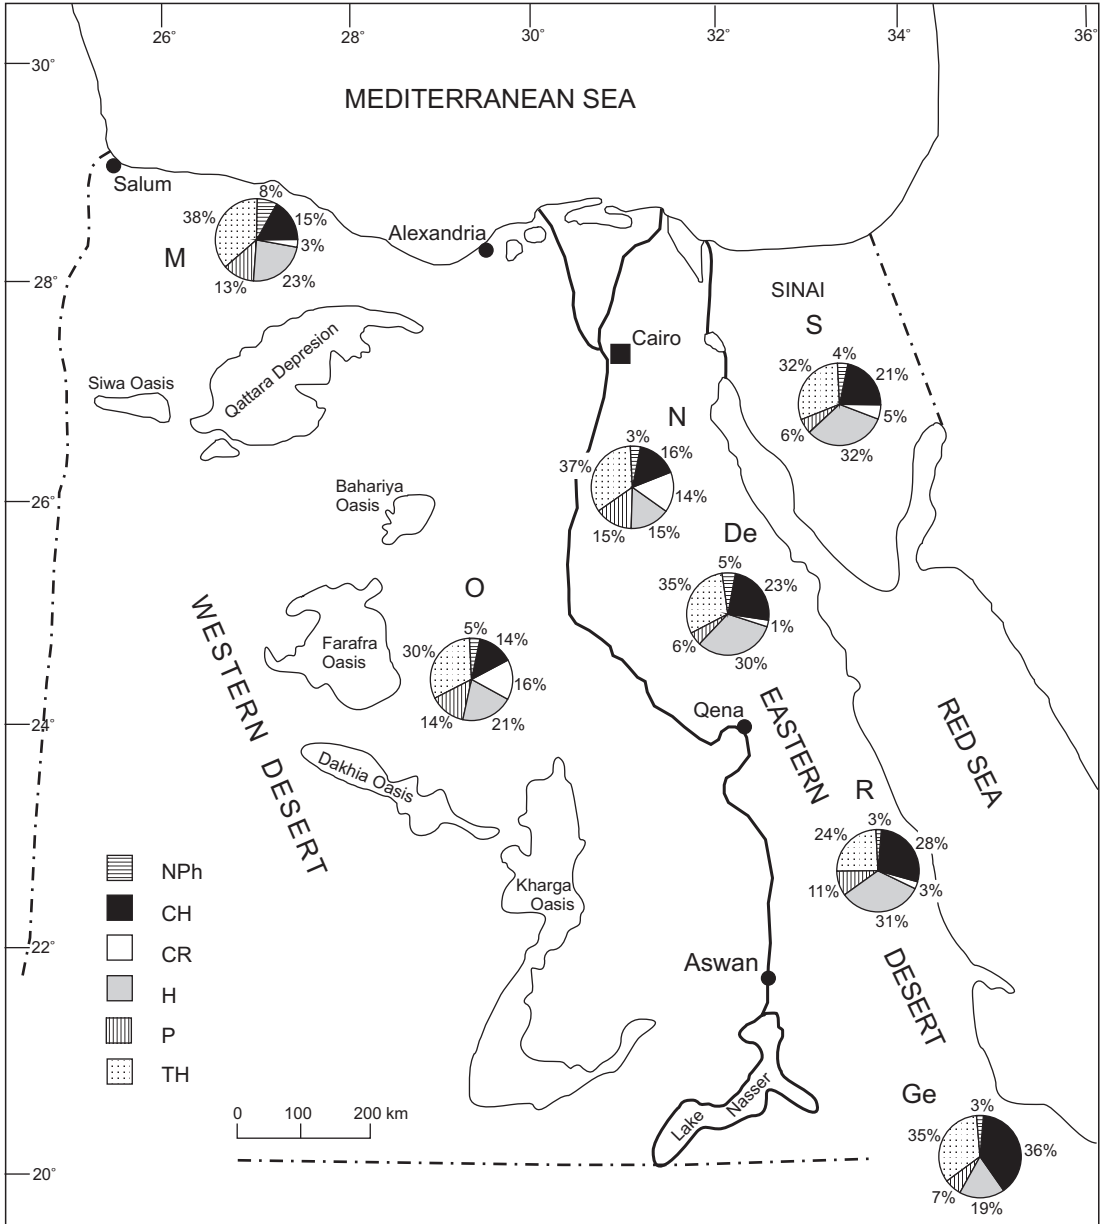 26°
28°
30°
32°
34°
36°
30°
MEDITERRANEAN SEA
Salum
8%
38%
15%
3%
M
13%
23%
Alexandria
28°
SINAI
S
Cairo
4%
32%
21%
5%
6%
32%
Qattara Depresion
Siwa Oasis
N
3%
16%
37%
14%
15%
15%
Bahariya
Oasis
26°
De
5%
23%
35%
1%
6%
30%
O
5%
14%
30%
16%
14%
21%
Farafra
Oasis
WESTERN DESERT
24°
Qena
EASTERN
DESERT
RED SEA
Dakhia Oasis
R
3%
24%
28%
3%
11%
31%
Kharga
Oasis
NPh
CH
CR
H
P
TH
22°
Aswan
Lake
Nasser
0
100
200 km
Ge
3%
35%
36%
7%
19%
20°